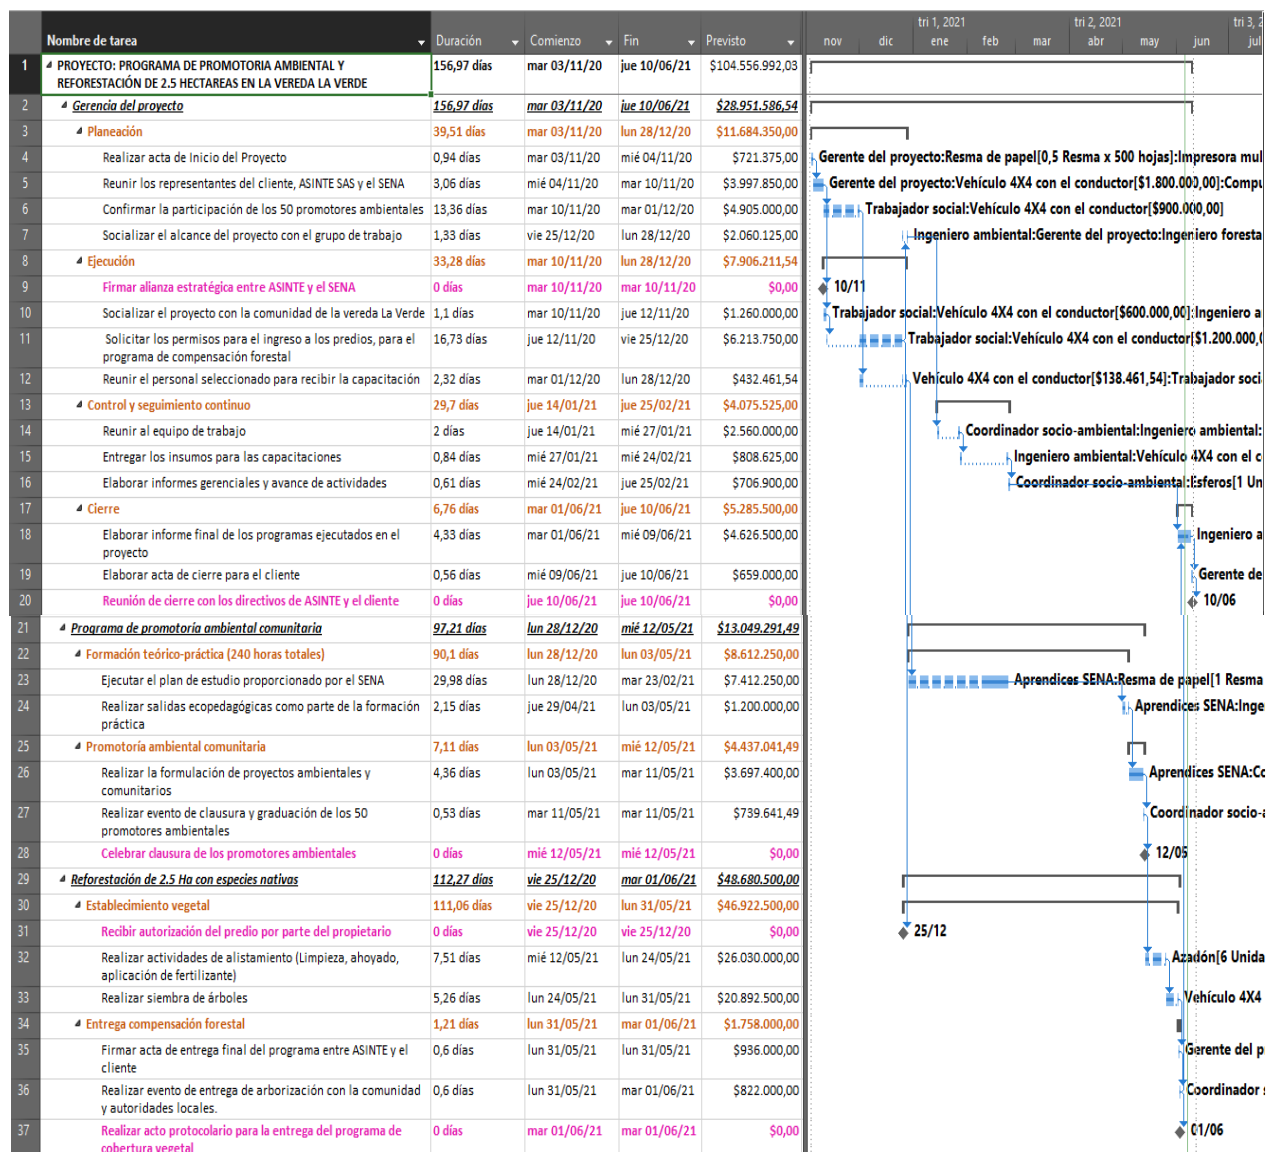 tri 1, 2021 tri 2, 2021 tri 3, 2
Nombre de tarea Duración Comienzo Fin Previsto nov dic ene feb mar abr may jun jul
1 PROYECTO: PROGRAMA DE PROMOTORIA AMBIENTAL Y 156,97 días mar 03/11/20 jue 10/06/21 $104.556.992,03
REFORESTACIÓN DE 2.5 HECTAREAS EN LA VEREDA LA VERDE
2 Gerencia del proyecto 156,97 días mar 03/11/20 jue 10/06/21 $28.951.586,54
3 Planeación 39,51 días mar 03/11/20 lun 28/12/20 $11.684.350,00
4 Realizar acta de Inicio del Proyecto 0,94 días mar 03/11/20 mié 04/11/20 $721.375,00 Gerente del proyecto:Resma de papel[0,5 Resma x 500 hojas]:Impresora mul
5 Reunir los representantes del cliente, ASINTE SAS y el SENA 3,06 días mié 04/11/20 mar 10/11/20 $3.997.850,00 Gerente del proyecto:Vehículo 4X4 con el conductor[$1.800.000,00]:Compu
6 Confirmar la participación de los 50 promotores ambientales 13,36 días mar 10/11/20 mar 01/12/20 $4.905.000,00 Trabajador social:Vehículo 4X4 con el conductor[$900.000,00]
7 Socializar el alcance del proyecto con el grupo de trabajo 1,33 días vie 25/12/20 lun 28/12/20 $2.060.125,00 Ingeniero ambiental:Gerente del proyecto:Ingeniero foresta
8 Ejecución 33,28 días mar 10/11/20 lun 28/12/20 $7.906.211,54
9 Firmar alianza estratégica entre ASINTE y el SENA 0 días mar 10/11/20 mar 10/11/20 $0,00 10/11
10 Socializar el proyecto con la comunidad de la vereda La Verde 1,1 días mar 10/11/20 jue 12/11/20 $1.260.000,00 Trabajador social:Vehículo 4X4 con el conductor[$600.000,00]:Ingeniero a
11 Solicitar los permisos para el ingreso a los predios, para el 16,73 días jue 12/11/20 vie 25/12/20 $6.213.750,00 Trabajador social:Vehículo 4X4 con el conductor[$1.200.000,(
programa de compensación forestal
12 Reunir el personal seleccionado para recibir la capacitación 2,32 días mar 01/12/20 lun 28/12/20 $432.461,54 Vehículo 4X4 con el conductor[$138.461,54]:Trabajador soci
13 Control y seguimiento continuo 29,7 días jue 14/01/21 jue 25/02/21 $4.075.525,00
14 Reunir al equipo de trabajo 2 días jue 14/01/21 mié 27/01/21 $2.560.000,00 Coordinador socio-ambiental:Ingeniero ambiental:
15 Entregar los insumos para las capacitaciones 0,84 días mié 27/01/21 mié 24/02/21 $808.625,00 Ingeniero ambiental:Vehículo 4X4 con el c
16 Elaborar informes gerenciales y avance de actividades 0,61 días mié 24/02/21 jue 25/02/21 $706.900,00 Coordinador socio-ambiental:Esferos[1 Un
17 Cierre 6,76 días mar 01/06/21 jue 10/06/21 $5.285.500,00
18 Elaborar informe final de los programas ejecutados en el 4,33 días mar 01/06/21 mié 09/06/21 $4.626.500,00 Ingeniero a
proyecto
19 Elaborar acta de cierre para el cliente 0,56 días mié 09/06/21 jue 10/06/21 $659.000,00 Gerente de
20 Reunión de cierre con los directivos de ASINTE y el cliente 0 días jue 10/06/21 jue 10/06/21 $0,00 10/06
21 Programa de promotoría ambiental comunitaria 97,21 días lun 28/12/20 mié 12/05/21 $13.049.291,49
22 Formación teórico-práctica (240 horas totales) 90,1 días lun 28/12/20 lun 03/05/21 $8.612.250,00
23 Ejecutar el plan de estudio proporcionado por el SENA 29,98 días lun 28/12/20 mar 23/02/21 $7.412.250,00 Aprendices SENA:Resma de papel[1 Resma
24 Realizar salidas ecopedagógicas como parte de la formación 2,15 días jue 29/04/21 lun 03/05/21 $1.200.000,00 Aprendices SENA:Inge
práctica
25 Promotoría ambiental comunitaria 7,11 días lun 03/05/21 mié 12/05/21 $4.437.041,49
26 Realizar la formulación de proyectos ambientales y 4,36 días lun 03/05/21 mar 11/05/21 $3.697.400,00 Aprendices SENA:Co
comunitarios
27 Realizar evento de clausura y graduación de los 50 0,53 días mar 11/05/21 mar 11/05/21 $739.641,49 Coordinador socio-a
promotores ambientales
28 Celebrar clausura de los promotores ambientales 0 días mié 12/05/21 mié 12/05/21 $0,00 12/05
29 Reforestación de 2.5 Ha con especies nativas 112,27 días vie 25/12/20 mar 01/06/21 $48.680.500,00
30 Establecimiento vegetal 111,06 días vie 25/12/20 lun 31/05/21 $46.922.500,00
31 Recibir autorización del predio por parte del propietario 0 días vie 25/12/20 vie 25/12/20 $0,00 25/12
32 Realizar actividades de alistamiento (Limpieza, ahoyado, 7,51 días mié 12/05/21 lun 24/05/21 $26.030.000,00 Azadón[6 Unida
aplicación de fertilizante)
33 Realizar siembra de árboles 5,26 días lun 24/05/21 lun 31/05/21 $20.892.500,00 Vehículo 4X4
34 Entrega compensación forestal 1,21 días lun 31/05/21 mar 01/06/21 $1.758.000,00
35 Firmar acta de entrega final del programa entre ASINTE y el 0,6 días lun 31/05/21 lun 31/05/21 $936.000,00 Gerente del p
cliente
36 Realizar evento de entrega de arborización con la comunidad 0,6 días lun 31/05/21 mar 01/06/21 $822.000,00 Coordinador s
y autoridades locales.
37 Realizar acto protocolario para la entrega del programa de 0 días mar 01/06/21 mar 01/06/21 $0,00 01/06
cobertura vegetal